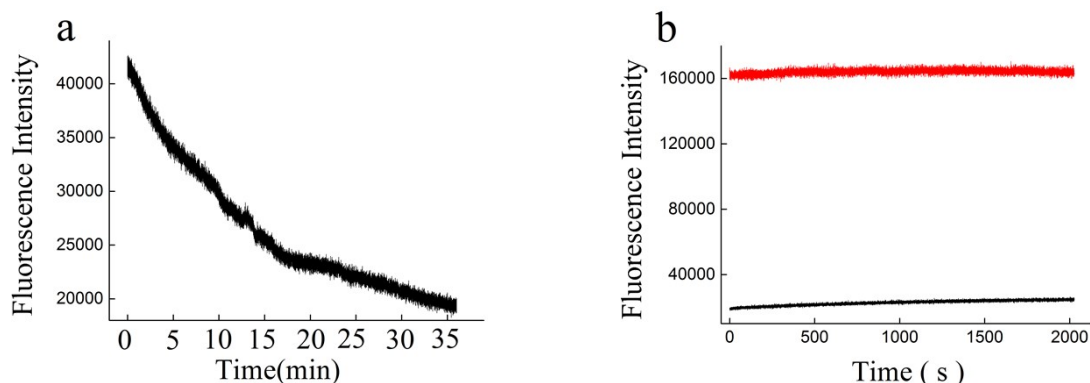 a
Fluorescence Intensity
40000
35000
30000
25000
20000
0 5 10 15 20 25 30 35
Time(min)
b
Fluorescence Intensity
160000
120000
80000
40000
0 500 1000 1500 2000
Time ( s )